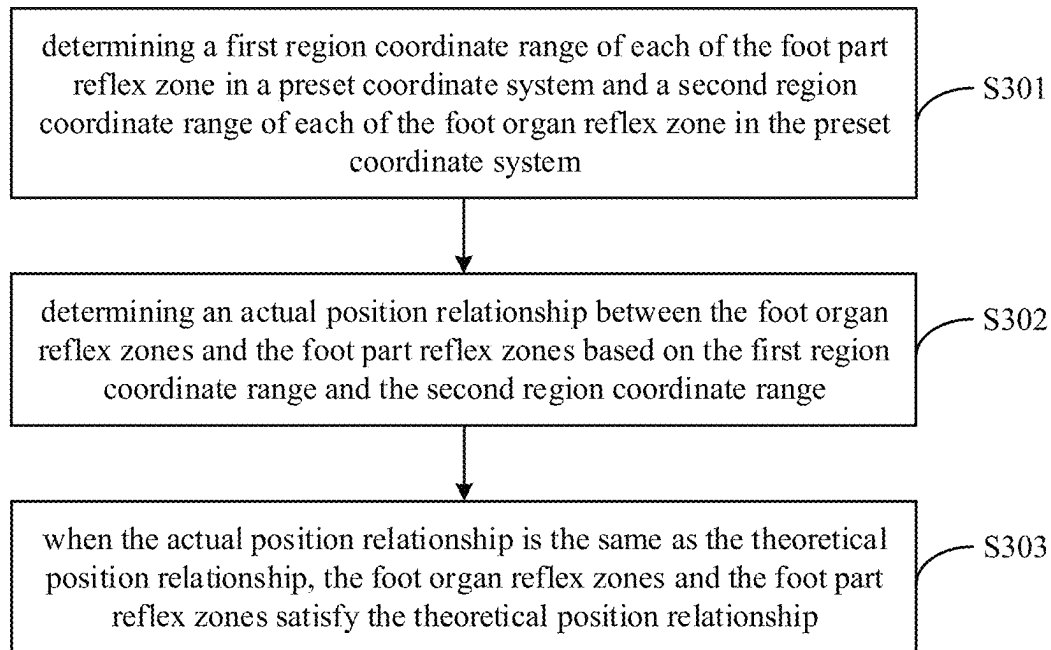 determining a first region coordinate range of each of the foot part
reflex zone in a preset coordinate system and a second region
coordinate range of each of the foot organ reflex zone in the preset
coordinate system
S301
determining an actual position relationship between the foot organ
reflex zones and the foot part reflex zones based on the first region
coordinate range and the second region coordinate range
S302
when the actual position relationship is the same as the theoretical
position relationship, the foot organ reflex zones and the foot part
reflex zones satisfy the theoretical position relationship
S303